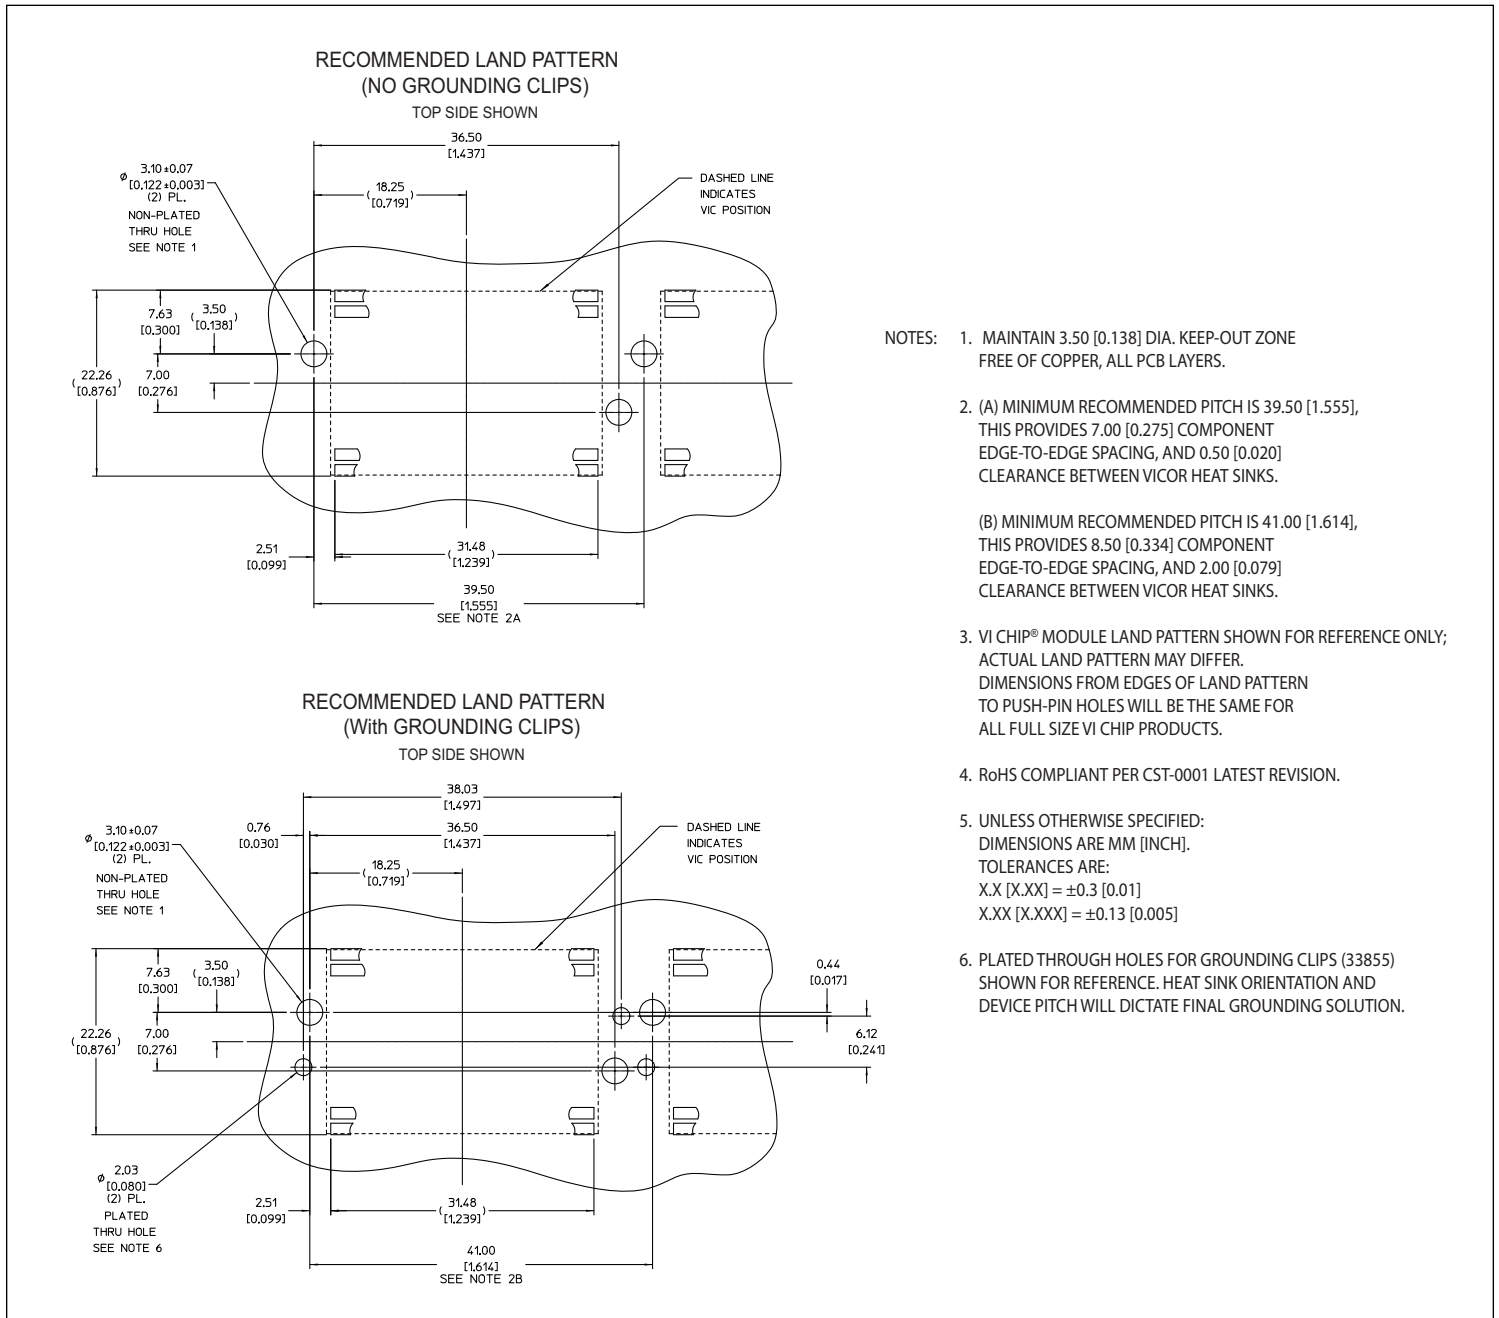 RECOMMENDED LAND PATTERN
(NO GROUNDING CLIPS)
TOP SIDE SHOWN
36.50
[1.437]
ø 3.10 ±0.07
[0.122 ±0.003]
(2) PL.
NON-PLATED
THRU HOLE
SEE NOTE 1
(18.25)
[0.719]
DASHED LINE
INDICATES
VIC POSITION
7.63
[0.300]
(3.50)
[0.138]
(22.26)
[0.876]
7.00
[0.276]
2.51
[0.099]
(31.48)
[1.239]
39.50
[1.555]
SEE NOTE 2A
RECOMMENDED LAND PATTERN
(With GROUNDING CLIPS)
TOP SIDE SHOWN
38.03
[1.497]
ø 3.10 ±0.07
[0.122 ±0.003]
(2) PL.
NON-PLATED
THRU HOLE
SEE NOTE 1
0.76
[0.030]
36.50
[1.437]
(18.25)
[0.719]
DASHED LINE
INDICATES
VIC POSITION
7.63
[0.300]
(3.50)
[0.138]
0.44
[0.017]
(22.26)
[0.876]
7.00
[0.276]
6.12
[0.241]
ø 2.03
[0.080]
(2) PL.
PLATED
THRU HOLE
SEE NOTE 6
2.51
[0.099]
(31.48)
[1.239]
41.00
[1.614]
SEE NOTE 2B
NOTES: 1. MAINTAIN 3.50 [0.138] DIA. KEEP-OUT ZONE
FREE OF COPPER, ALL PCB LAYERS.
2. (A) MINIMUM RECOMMENDED PITCH IS 39.50 [1.555],
THIS PROVIDES 7.00 [0.275] COMPONENT
EDGE-TO-EDGE SPACING, AND 0.50 [0.020]
CLEARANCE BETWEEN VICOR HEAT SINKS.
(B) MINIMUM RECOMMENDED PITCH IS 41.00 [1.614],
THIS PROVIDES 8.50 [0.334] COMPONENT
EDGE-TO-EDGE SPACING, AND 2.00 [0.079]
CLEARANCE BETWEEN VICOR HEAT SINKS.
3. VI CHIP® MODULE LAND PATTERN SHOWN FOR REFERENCE ONLY;
ACTUAL LAND PATTERN MAY DIFFER.
DIMENSIONS FROM EDGES OF LAND PATTERN
TO PUSH-PIN HOLES WILL BE THE SAME FOR
ALL FULL SIZE VI CHIP PRODUCTS.
4. RoHS COMPLIANT PER CST-0001 LATEST REVISION.
5. UNLESS OTHERWISE SPECIFIED:
DIMENSIONS ARE MM [INCH].
TOLERANCES ARE:
X.X [X.XX] = ±0.3 [0.01]
X.XX [X.XXX] = ±0.13 [0.005]
6. PLATED THROUGH HOLES FOR GROUNDING CLIPS (33855)
SHOWN FOR REFERENCE. HEAT SINK ORIENTATION AND
DEVICE PITCH WILL DICTATE FINAL GROUNDING SOLUTION.